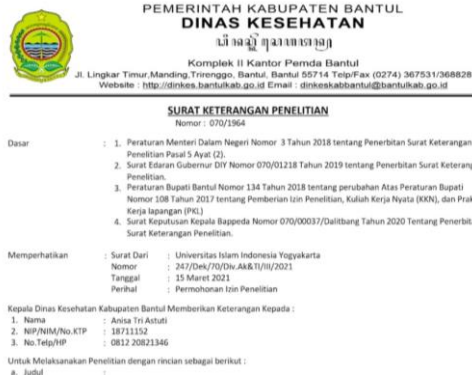 PEMERINTAH KABUPATEN BANTUL
DINAS KESEHATAN
Komplek II Kantor Pemda Bantul
Jl. Lingkar Timur,Manding,Trirenggo, Bantul, Bantul 55714 Telp/Fax (0274) 367531/368828
Website : http://dinkes.bantulkab.go.id Email : dinkeskabbantul@bantulkab.go.id
SURAT KETERANGAN PENELITIAN
Nomor : 070/1964
Dasar : 1. Peraturan Menteri Dalam Negeri Nomor 3 Tahun 2018 tentang Penerbitan Surat Keterangan
Penelitian Pasal 5 Ayat (2).
2. Surat Edaran Gubernur DIY Nomor 070/01218 Tahun 2019 tentang Penerbitan Surat Keterang
Penelitian.
3. Peraturan Bupati Bantul Nomor 134 Tahun 2018 tentang perubahan Atas Peraturan Bupati
Nomor 108 Tahun 2017 tentang Pemberian Izin Penelitian, Kuliah Kerja Nyata (KKN), dan Prak
Kerja lapangan (PKL)
4. Surat Keputusan Kepala Bappeda Nomor 070/00037/Dalitbang Tahun 2020 Tentang Penerbita
Surat Keterangan Penelitian.
Memperhatikan : Surat Dari : Universitas Islam Indonesia Yogyakarta
Nomor : 247/Dek/70/Div.Ak&TI/III/2021
Tanggal : 15 Maret 2021
Perihal : Permohonan Izin Penelitian
Kepala Dinas Kesehatan Kabupaten Bantul Memberikan Keterangan Kepada :
1. Nama : Anisa Tri Astuti
2. NIP/NIM/No.KTP : 18711152
3. No.Telp/HP : 0812 20821346
Untuk Melaksanakan Penelitian dengan rincian sebagai berikut :
a. Judul :